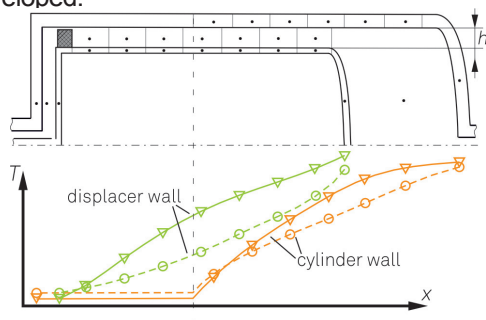 eloped.
h
T
displacer wall
cylinder wall
x